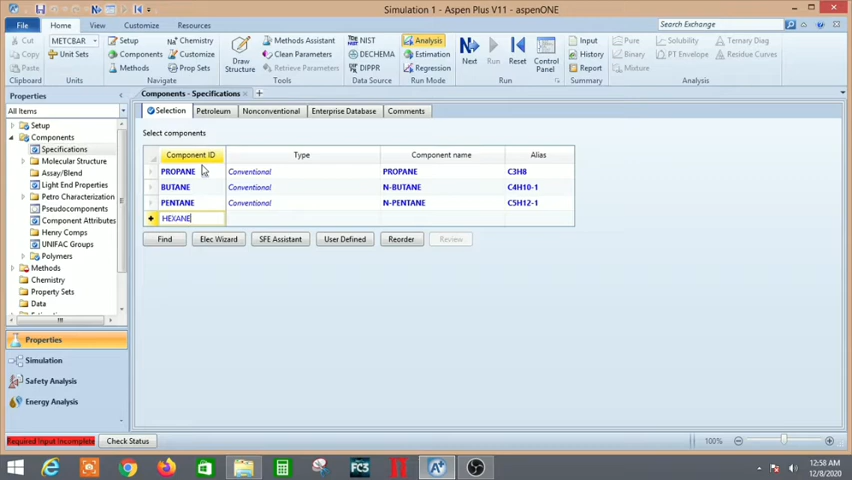 Simulation 1 - Aspen Plus V11 - aspenONE
File Home View Customize Resources Search Exchange
Cut METCBAR Setup Chemistry Methods Assistant NIST Analysis Input Pure Solubility Ternary Diag
Copy Unit Sets Components Customize Clean Parameters DECHEMA Estimation History Binary PT Envelope Residue Curves
Paste Methods Prop Sets Draw Structure Retrieve Parameters DIPPR Regression Next Run Reset Control Panel Report Mixture
Clipboard Units Navigate Tools Data Source Run Mode Run Summary Analysis
Properties Components - Specifications
All Items Selection Petroleum Nonconventional Enterprise Database Comments
Setup
Components Select components
Specifications Component ID Type Component name Alias
Molecular Structure PROPANE Conventional PROPANE C3H8
Assay/Blend
Light End Properties BUTANE Conventional N-BUTANE C4H10-1
Petro Characterization PENTANE Conventional N-PENTANE C5H12-1
Pseudocomponents
Component Attributes HEXANE
Henry Comps
UNIFAC Groups Find Elec Wizard SFE Assistant User Defined Reorder Review
Polymers
Methods
Chemistry
Property Sets
Data
Properties
Simulation
Safety Analysis
Energy Analysis
Required Input Incomplete Check Status 100%
FC3 12:58 AM
12/8/2020